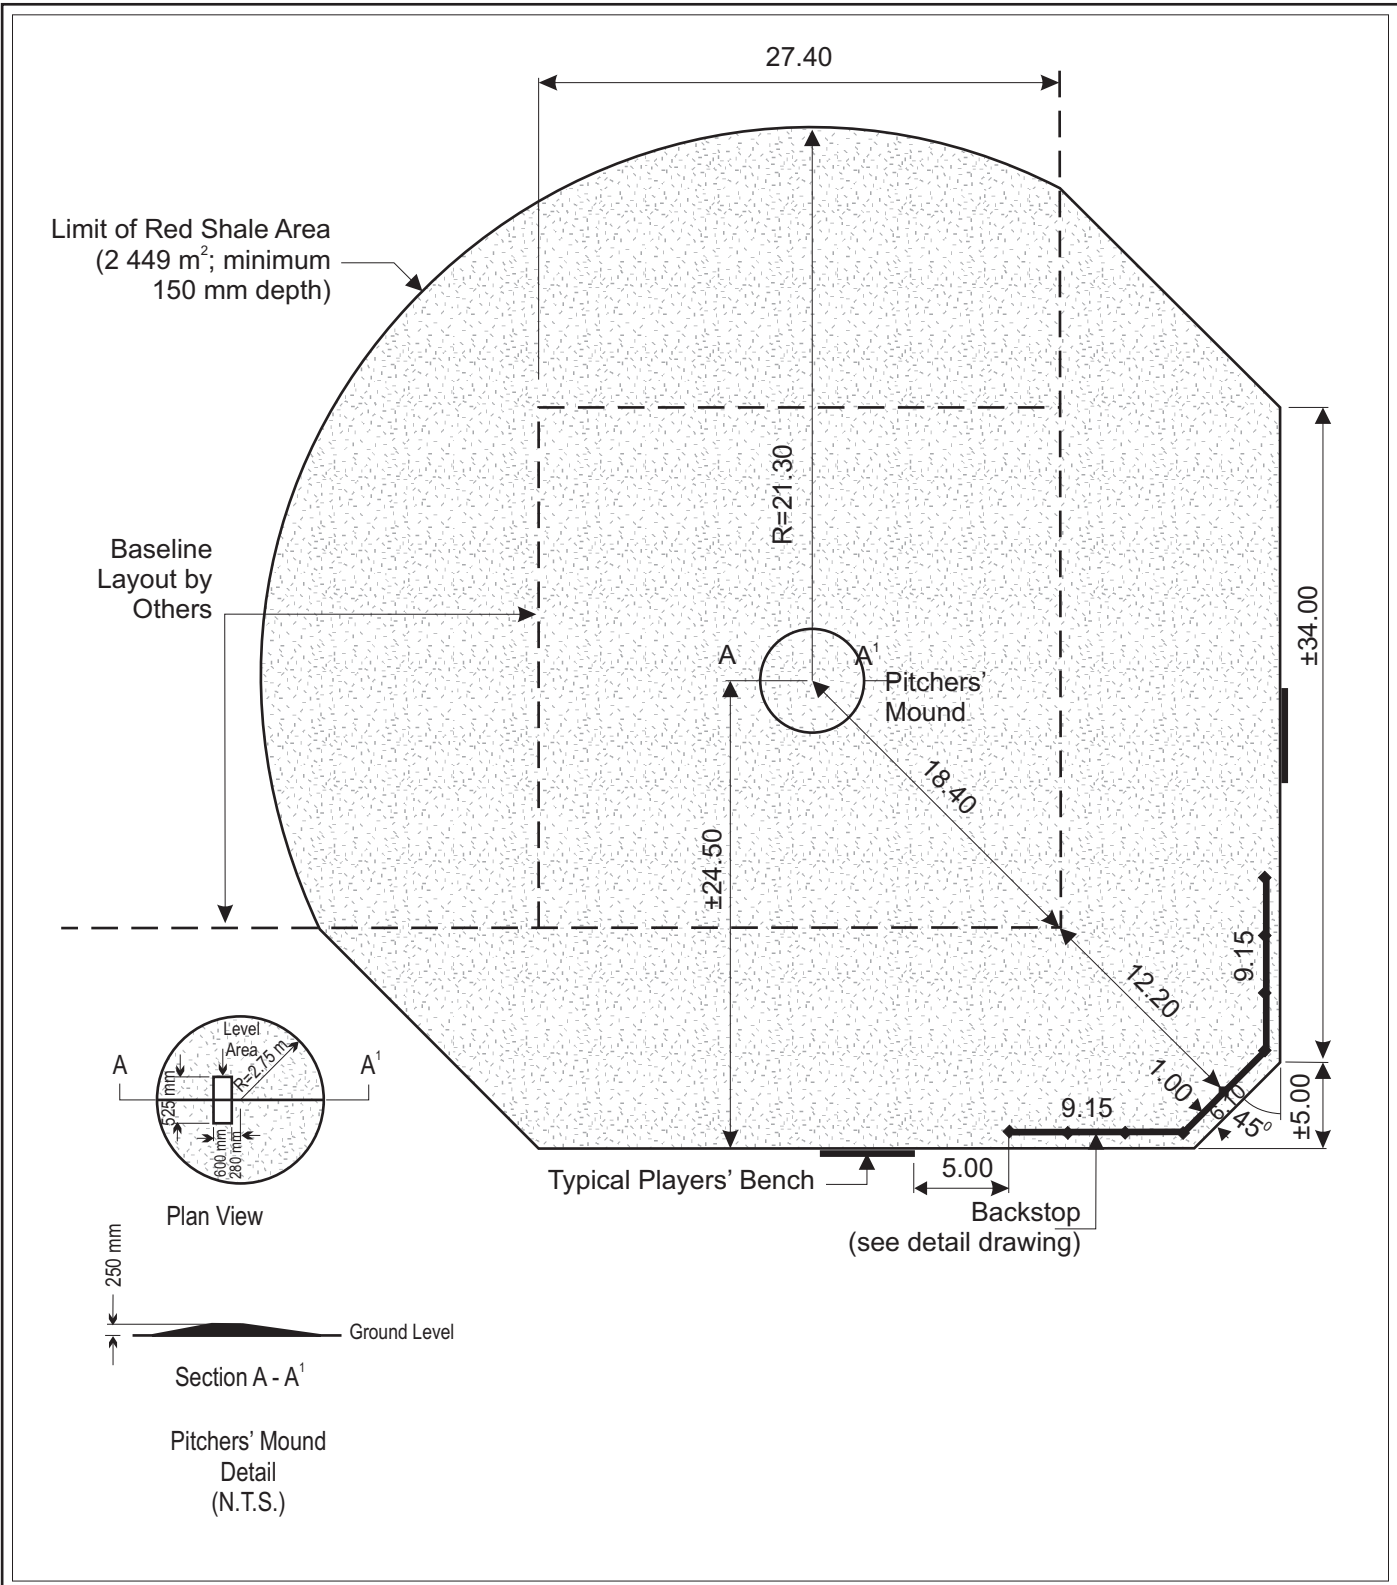 27.40
Limit of Red Shale Area
(2 449 m²; minimum
150 mm depth)
R=21.30
Baseline
Layout by
Others
±34.00
A
A¹
Pitchers'
Mound
18.40
±24.50
9.15
12.20
1.00
6.10
45⁰
±5.00
9.15
5.00
Typical Players' Bench
Backstop
(see detail drawing)
Level
Area
R=2.75 m
A
A¹
525 mm
600 mm
280 mm
Plan View
250 mm
Ground Level
Section A - A¹
Pitchers' Mound
Detail
(N.T.S.)